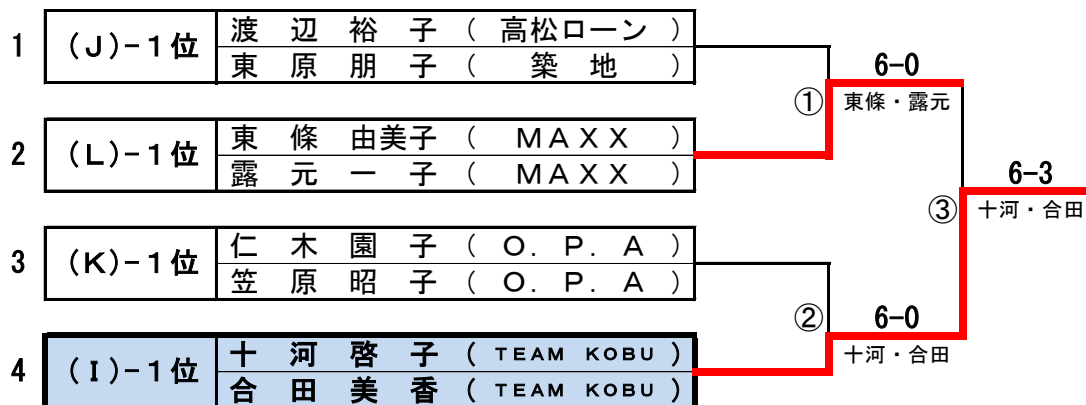 1 (J)-1位 渡辺裕子(高松ローン)
東原朋子(築地)
6-0
① 東條・露元
2 (L)-1位 東條由美子(MAXX)
露元一子(MAXX)
6-3
③ 十河・合田
3 (K)-1位 仁木園子(O.P.A)
笠原昭子(O.P.A)
② 6-0
十河・合田
4 (I)-1位 十河啓子(TEAM KOBU)
合田美香(TEAM KOBU)